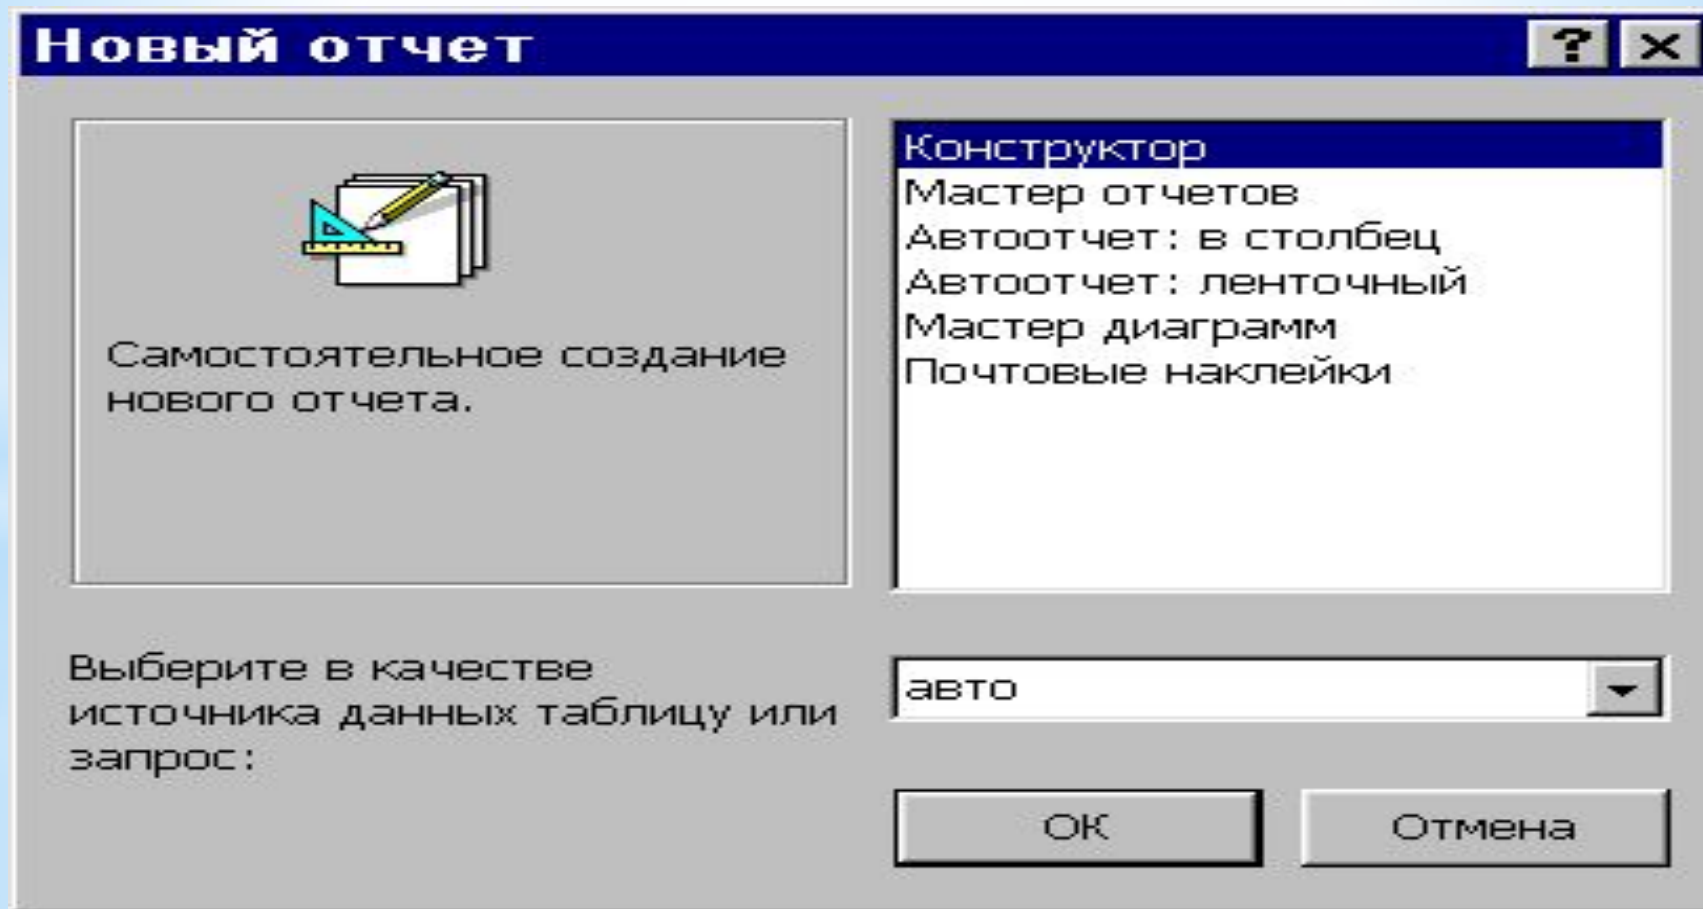 Новый отчет
Конструктор
Мастер отчетов
Автоотчет: в столбец
Автоотчет: ленточный
Мастер диаграмм
Почтовые наклейки
Самостоятельное создание
нового отчета.
Выберите в качестве
источника данных таблицу или
запрос:
авто
ОК
Отмена